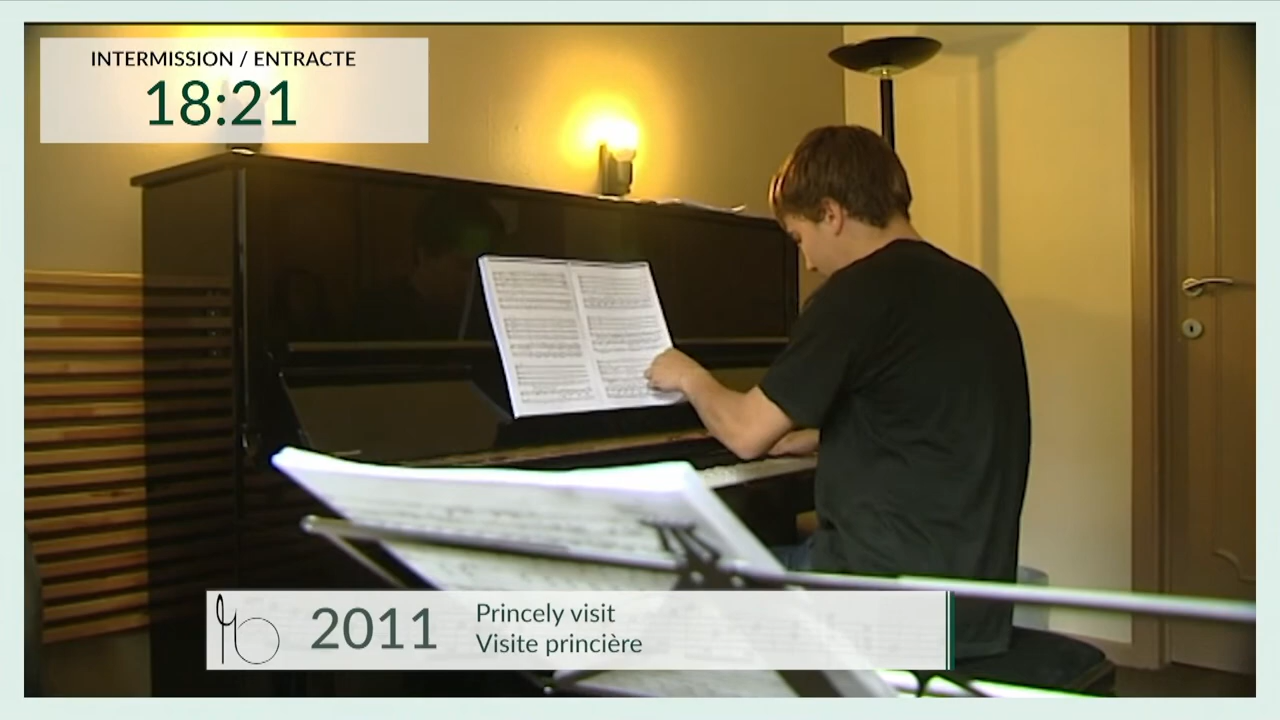 INTERMISSION / ENTRACTE
18:21
2011
Princely visit
Visite princière